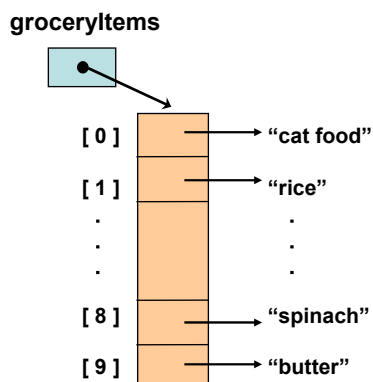 groceryItems
[ 0 ] “cat food”
[ 1 ] “rice”
. .
. .
. .
[ 8 ] “spinach”
[ 9 ] “butter”